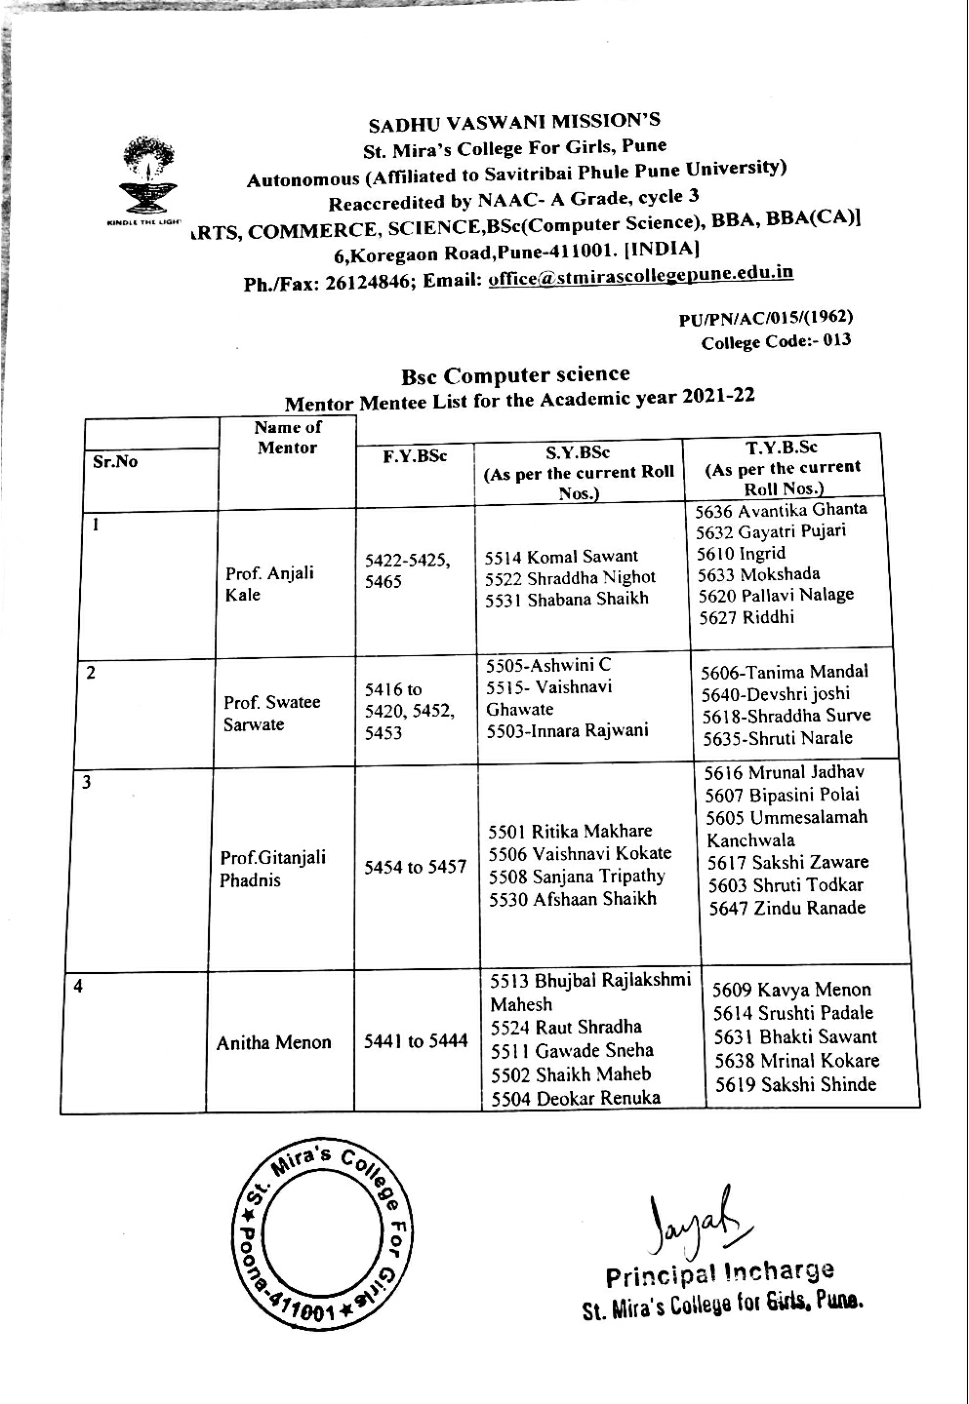 SADHU VASWANI MISSION'S
St. Mira's College For Girls, Pune
Autonomous (Affiliated to Savitribai Phule Pune University)
Reaccredited by NAAC- A Grade, cycle 3
KINDLE THE LIGHT
ARTS, COMMERCE, SCIENCE,BSc(Computer Science), BBA, BBA(CA)]
6,Koregaon Road,Pune-411001. [INDIA]
Ph./Fax: 26124846; Email: office@stmirascollegepune.edu.in
PU/PN/AC/015/(1962)
College Code:- 013
Bsc Computer science
Mentor Mentee List for the Academic year 2021-22
Sr.No
Name of
Mentor
F.Y.BSc
S.Y.BSc
(As per the current Roll
Nos.)
T.Y.B.Sc
(As per the current
Roll Nos.)
1
Prof. Anjali
Kale
5422-5425,
5465
5514 Komal Sawant
5522 Shraddha Nighot
5531 Shabana Shaikh
5636 Avantika Ghanta
5632 Gayatri Pujari
5610 Ingrid
5633 Mokshada
5620 Pallavi Nalage
5627 Riddhi
2
Prof. Swatee
Sarwate
5416 to
5420, 5452,
5453
5505-Ashwini C
5515- Vaishnavi
Ghawate
5503-Innara Rajwani
5606-Tanima Mandal
5640-Devshri joshi
5618-Shraddha Surve
5635-Shruti Narale
3
Prof.Gitanjali
Phadnis
5454 to 5457
5501 Ritika Makhare
5506 Vaishnavi Kokate
5508 Sanjana Tripathy
5530 Afshaan Shaikh
5616 Mrunal Jadhav
5607 Bipasini Polai
5605 Ummesalamah
Kanchwala
5617 Sakshi Zaware
5603 Shruti Todkar
5647 Zindu Ranade
4
Anitha Menon
5441 to 5444
5513 Bhujbal Rajlakshmi
Mahesh
5524 Raut Shradha
5511 Gawade Sneha
5502 Shaikh Maheb
5504 Deokar Renuka
5609 Kavya Menon
5614 Srushti Padale
5631 Bhakti Sawant
5638 Mrinal Kokare
5619 Sakshi Shinde
★ St. Mira's College For Girls ★
Poona-411001
Principal Incharge
St. Mira's College for Girls, Pune.